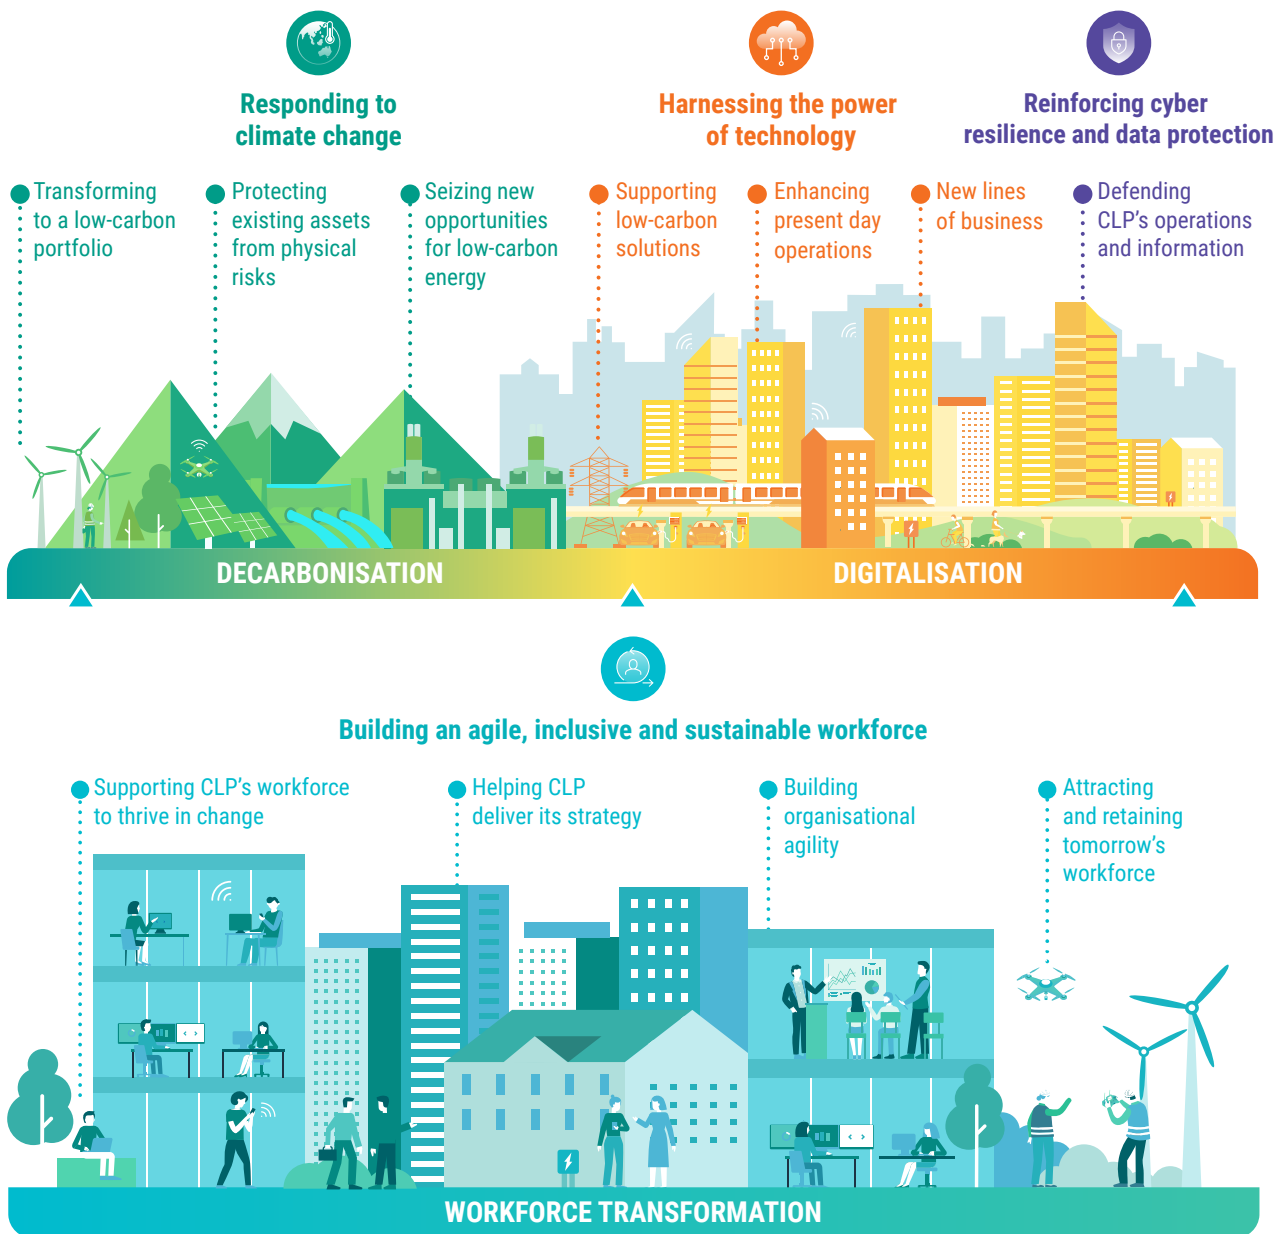 Responding to
climate change
Harnessing the power
of technology
Reinforcing cyber
resilience and data protection
Transforming
to a low-carbon
portfolio
Protecting
existing assets
from physical
risks
Seizing new
opportunities
for low-carbon
energy
Supporting
low-carbon
solutions
Enhancing
present day
operations
New lines
of business
Defending
CLP's operations
and information
DECARBONISATION
DIGITALISATION
Building an agile, inclusive and sustainable workforce
Supporting CLP's workforce
to thrive in change
Helping CLP
deliver its strategy
Building
organisational
agility
Attracting
and retaining
tomorrow's
workforce
WORKFORCE TRANSFORMATION